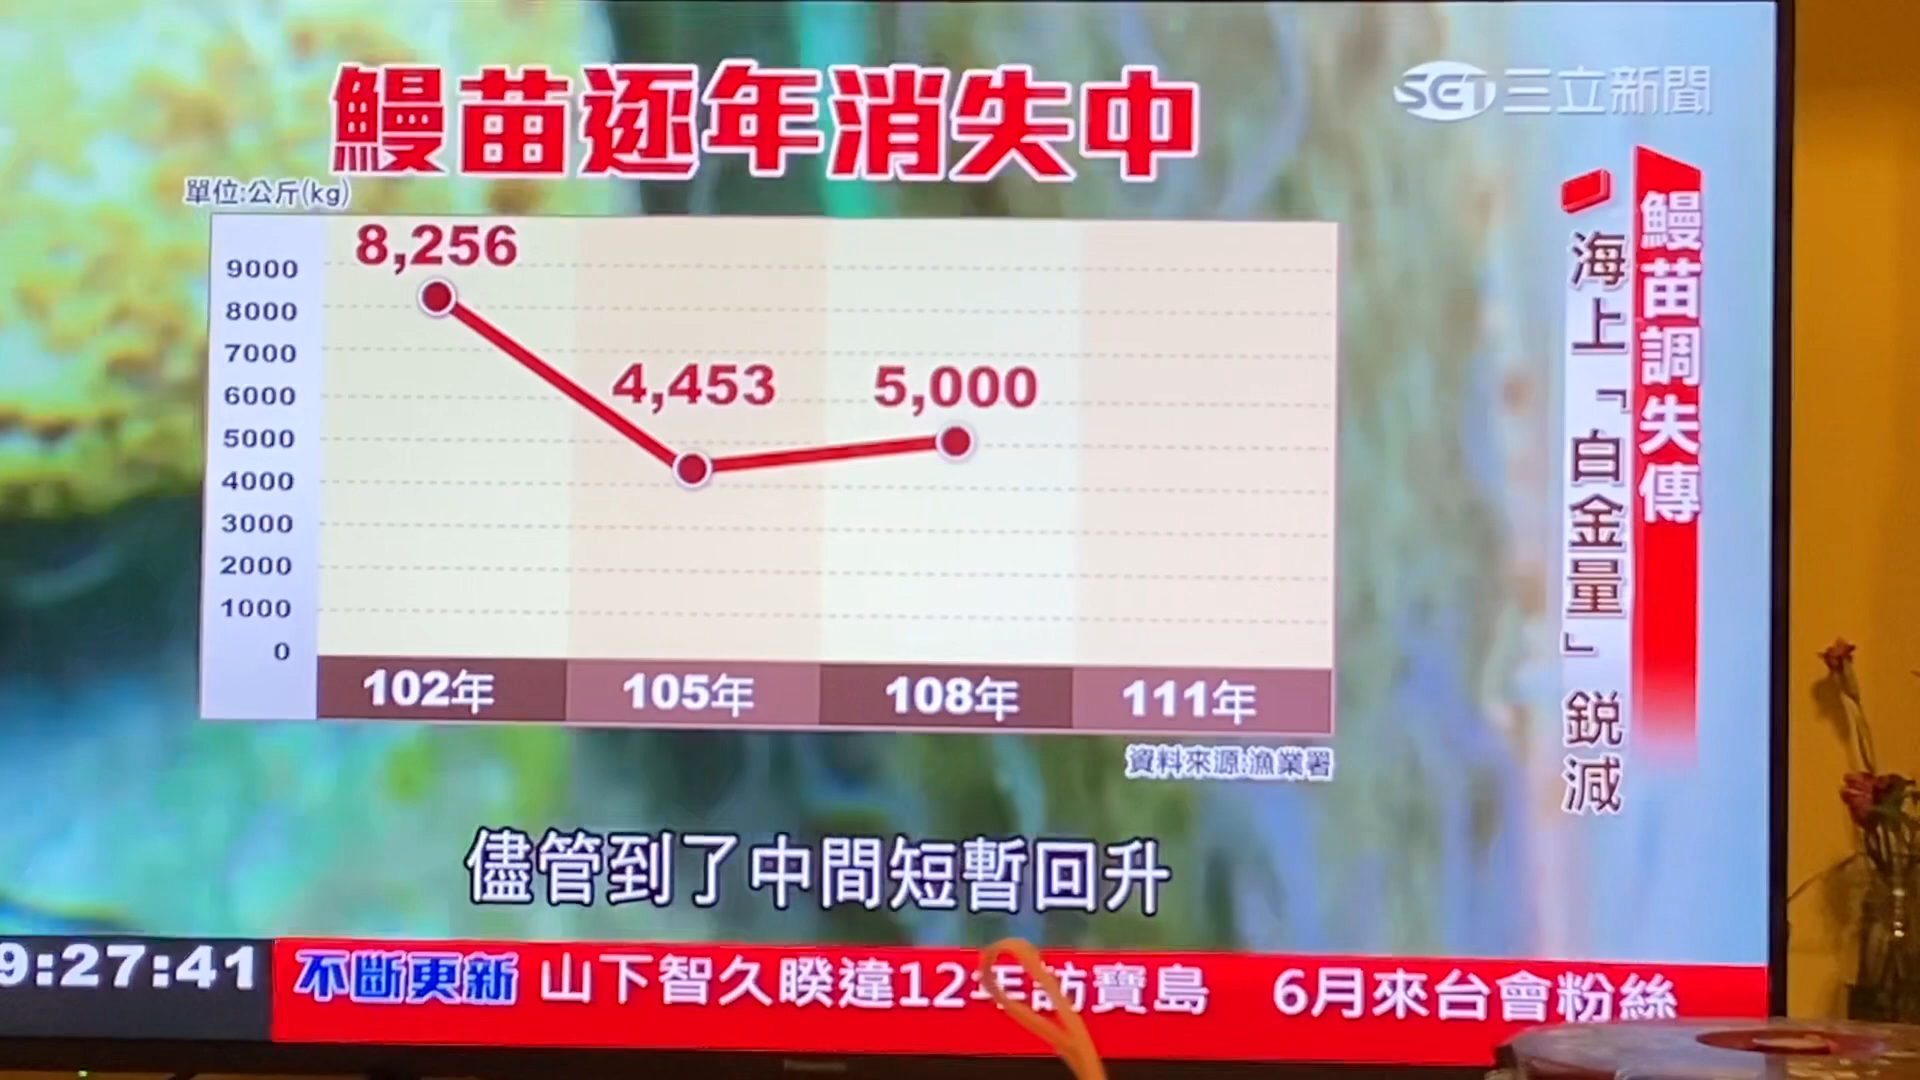 鰻苗逐年消失中
SET三立新聞
單位:公斤(kg)
9000
8000
7000
6000
5000
4000
3000
2000
1000
0
8,256
4,453
5,000
102年
105年
108年
111年
資料來源:漁業署
鰻苗調失傳
海上「白金量」銳減
儘管到了中間短暫回升
9:27:41
不斷更新
山下智久睽違12年訪寶島 6月來台會粉絲